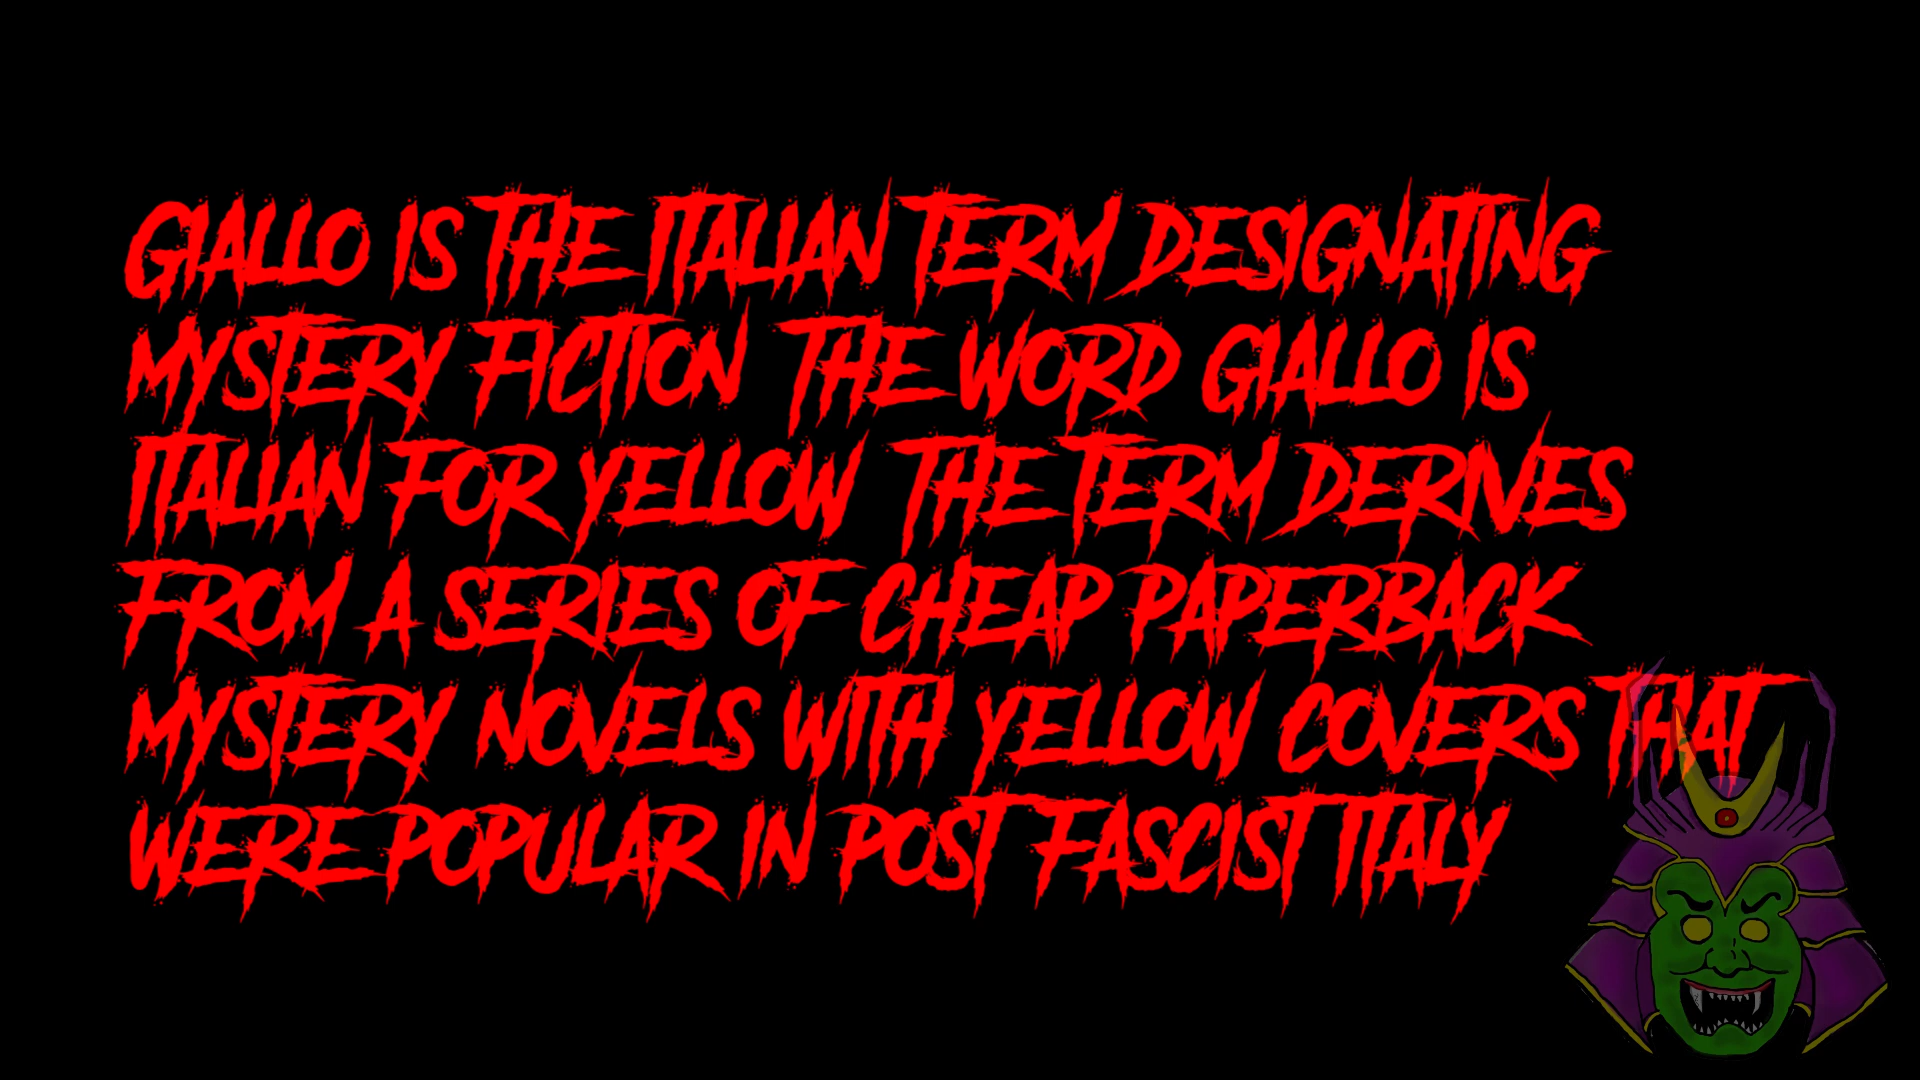 GIALLO IS THE ITALIAN TERM DESIGNATING
MYSTERY FICTION THE WORD GIALLO IS
ITALIAN FOR YELLOW THE TERM DERIVES
FROM A SERIES OF CHEAP PAPERBACK
MYSTERY NOVELS WITH YELLOW COVERS THAT
WERE POPULAR IN POST FASCIST ITALY